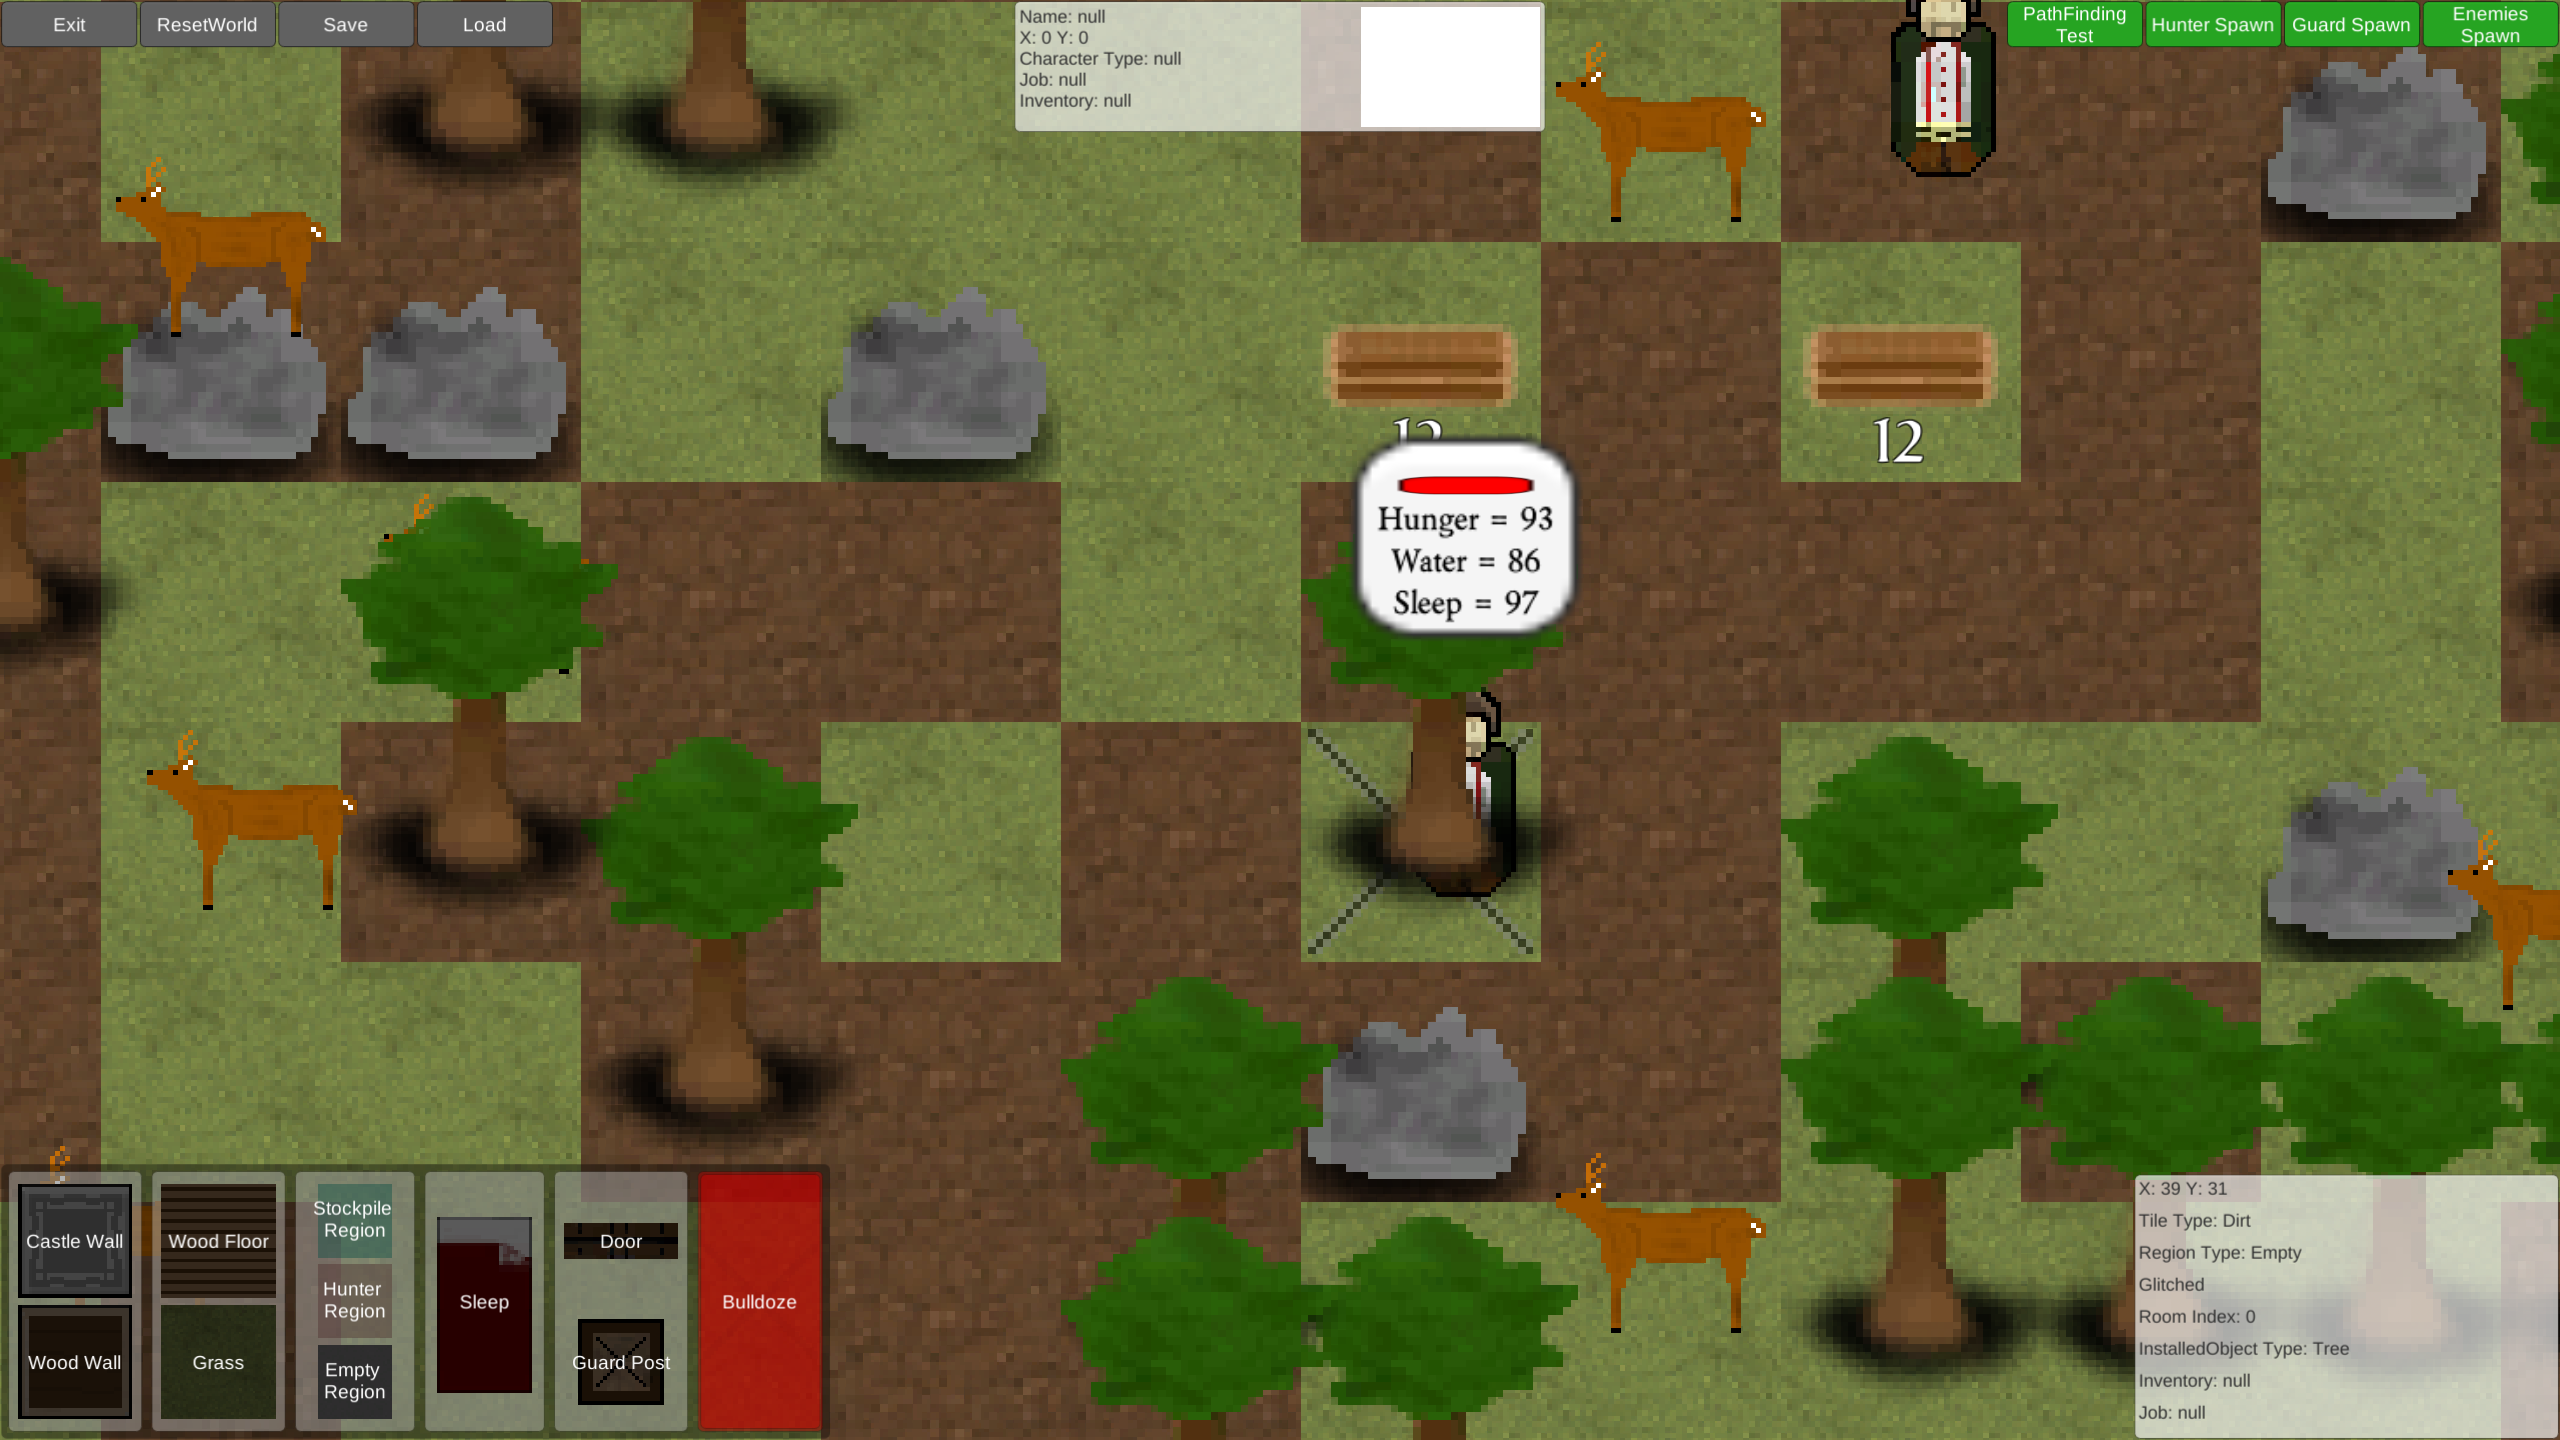 Exit
ResetWorld
Save
Load
Name: null
X: 0 Y: 0
Character Type: null
Job: null
Inventory: null
PathFinding
Test
Hunter Spawn
Guard Spawn
Enemies
Spawn
12
12
Hunger = 93
Water = 86
Sleep = 97
Castle Wall
Wood Wall
Wood Floor
Grass
Stockpile
Region
Hunter
Region
Empty
Region
Sleep
Door
Guard Post
Bulldoze
X: 39 Y: 31
Tile Type: Dirt
Region Type: Empty
Glitched
Room Index: 0
InstalledObject Type: Tree
Inventory: null
Job: null